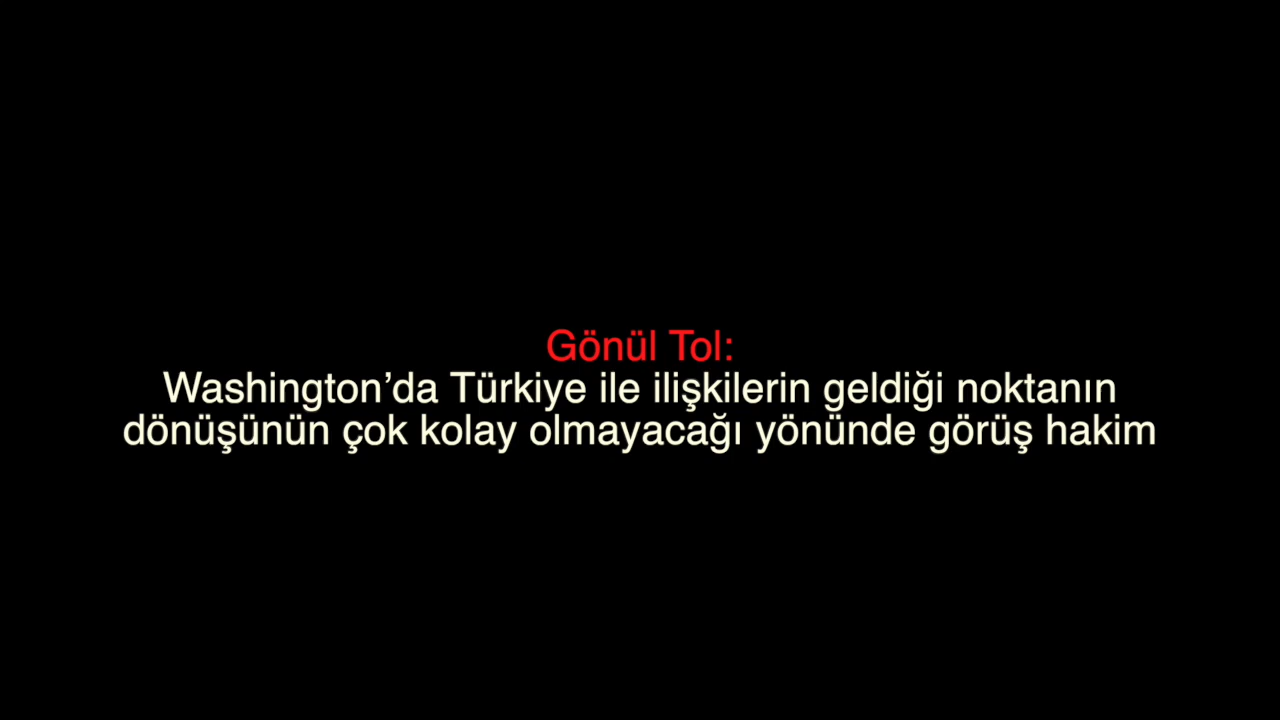 Gönül Tol:
Washington’da Türkiye ile ilişkilerin geldiği noktanın
dönüşünün çok kolay olmayacağı yönünde görüş hakim